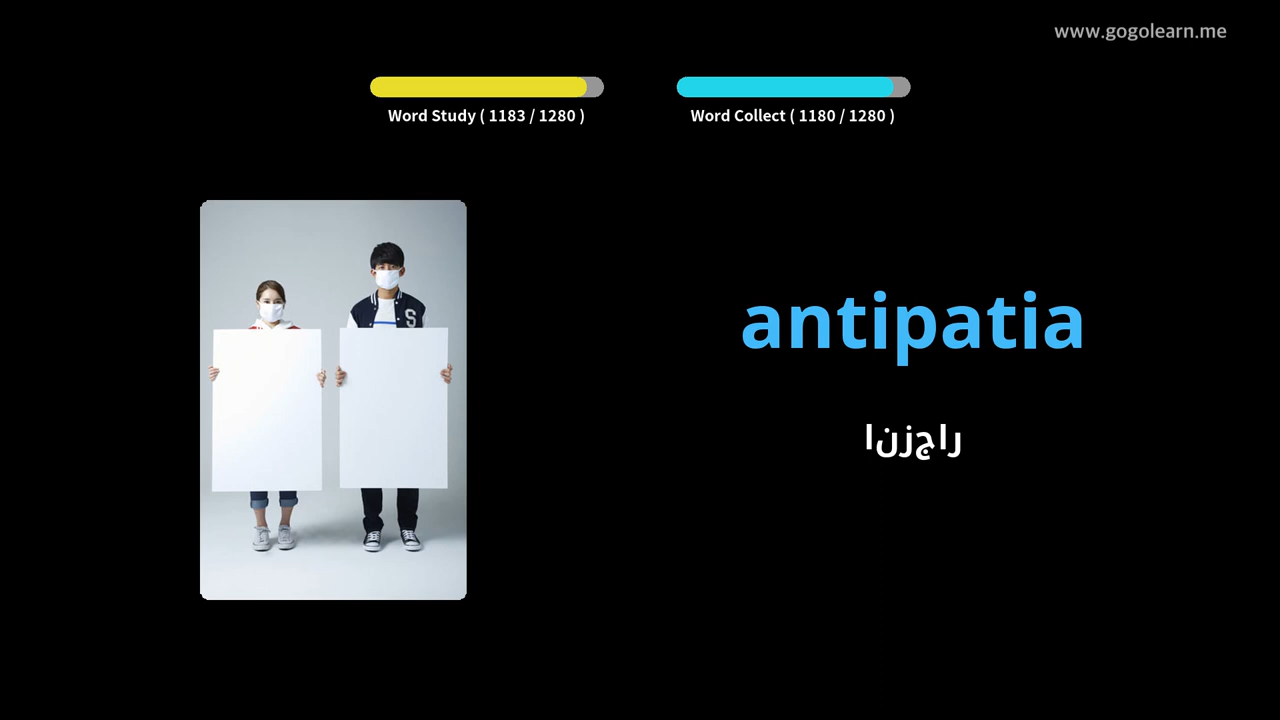 www.gogolearn.me
Word Study ( 1183 / 1280 )
Word Collect ( 1180 / 1280 )
antipatia
انزجار